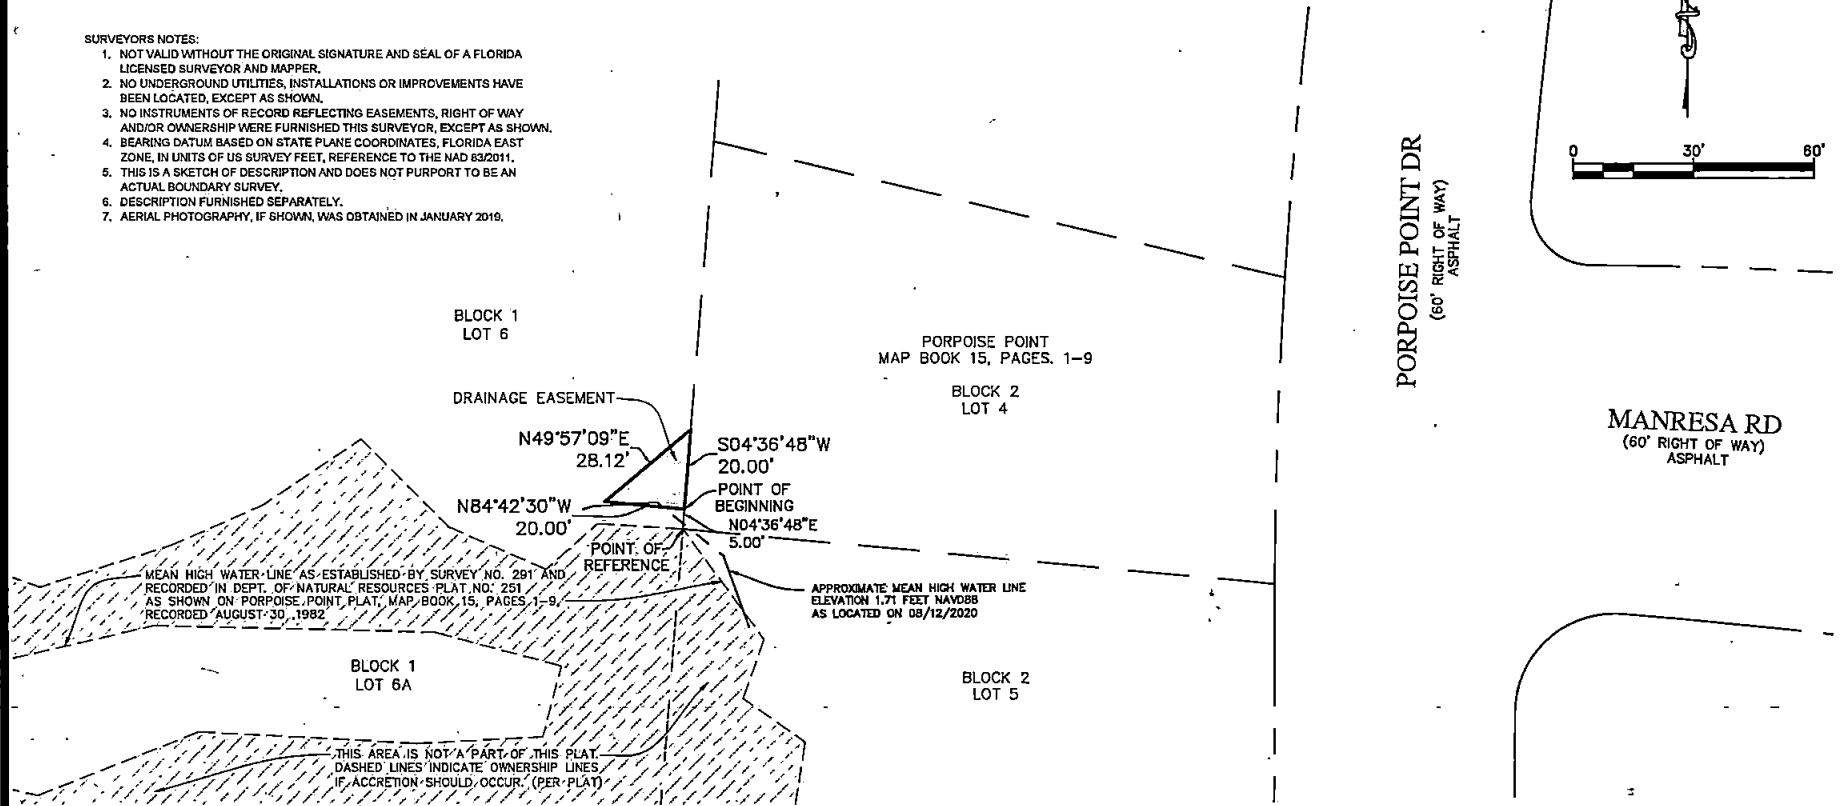 SURVEYORS NOTES:
1. NOT VALID WITHOUT THE ORIGINAL SIGNATURE AND SEAL OF A FLORIDA
LICENSED SURVEYOR AND MAPPER.
2. NO UNDERGROUND UTILITIES, INSTALLATIONS OR IMPROVEMENTS HAVE
BEEN LOCATED, EXCEPT AS SHOWN.
3. NO INSTRUMENTS OF RECORD REFLECTING EASEMENTS, RIGHT OF WAY
AND/OR OWNERSHIP WERE FURNISHED THIS SURVEYOR, EXCEPT AS SHOWN.
4. BEARING DATUM BASED ON STATE PLANE COORDINATES, FLORIDA EAST
ZONE, IN UNITS OF US SURVEY FEET, REFERENCE TO THE NAD 83/2011.
5. THIS IS A SKETCH OF DESCRIPTION AND DOES NOT PURPORT TO BE AN
ACTUAL BOUNDARY SURVEY.
6. DESCRIPTION FURNISHED SEPARATELY.
7. AERIAL PHOTOGRAPHY, IF SHOWN, WAS OBTAINED IN JANUARY 2019.
0 30' 60'
PORPOISE POINT DR
(60' RIGHT OF WAY)
ASPHALT
BLOCK 1
LOT 6
PORPOISE POINT
MAP BOOK 15, PAGES. 1-9
BLOCK 2
LOT 4
DRAINAGE EASEMENT
MANRESA RD
(60' RIGHT OF WAY)
ASPHALT
N49°57'09"E
28.12'
S04°36'48"W
20.00'
POINT OF
BEGINNING
N84°42'30"W
20.00'
N04°36'48"E
5.00'
POINT OF
REFERENCE
MEAN HIGH WATER LINE AS ESTABLISHED BY SURVEY NO. 291 AND
RECORDED IN DEPT. OF NATURAL RESOURCES PLAT NO. 251
AS SHOWN ON PORPOISE POINT PLAT, MAP BOOK 15, PAGES 1-9,
RECORDED AUGUST 30, 1982
APPROXIMATE MEAN HIGH WATER LINE
ELEVATION 1.71 FEET NAVD88
AS LOCATED ON 08/12/2020
BLOCK 1
LOT 6A
BLOCK 2
LOT 5
THIS AREA IS NOT A PART OF THIS PLAT.
DASHED LINES INDICATE OWNERSHIP LINES
IF ACCRETION SHOULD OCCUR. (PER PLAT)